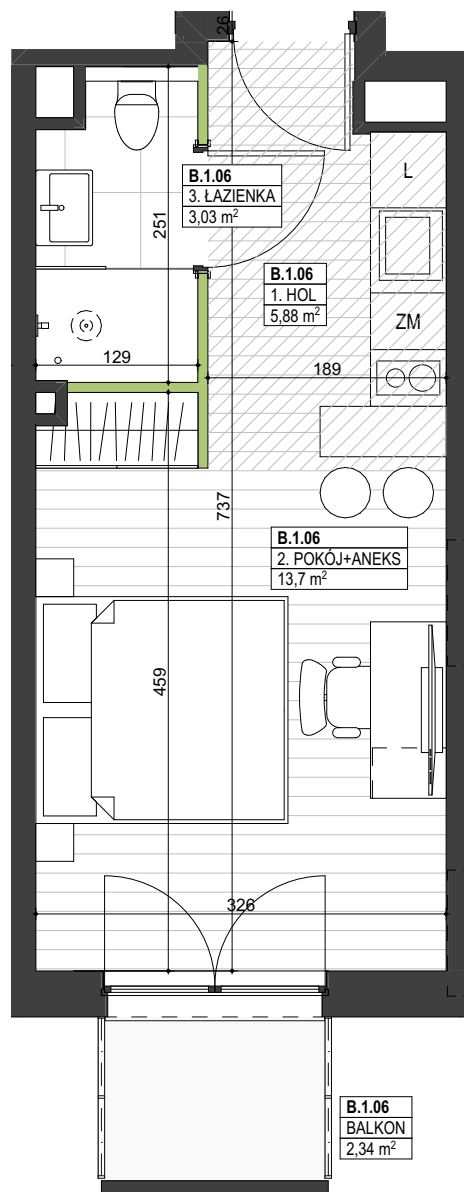 26
B.1.06
3. ŁAZIENKA
3,03 m²
L
251
B.1.06
1. HOL
5,88 m²
ZM
129
189
737
B.1.06
2. POKÓJ+ANEKS
13,7 m²
459
326
B.1.06
BALKON
2,34 m²